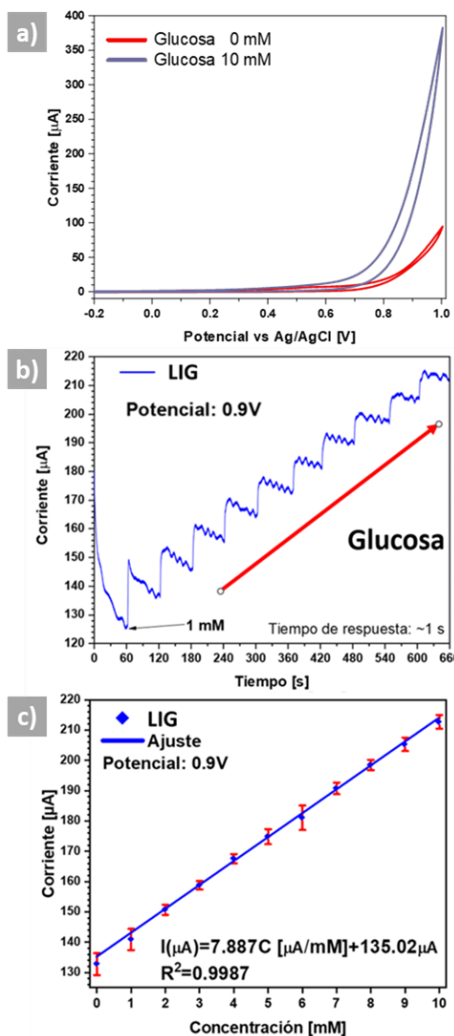 a)
400
350
300
250
200
150
100
50
0
Corriente [µA]
Glucosa 0 mM
Glucosa 10 mM
-0.2 0.0 0.2 0.4 0.6 0.8 1.0
Potencial vs Ag/AgCl [V]
b)
220
210
200
190
180
170
160
150
140
130
120
Corriente [µA]
LIG
Potencial: 0.9V
Glucosa
1 mM
Tiempo de respuesta: ~1 s
0 60 120 180 240 300 360 420 480 540 600 660
Tiempo [s]
c)
220
210
200
190
180
170
160
150
140
130
Corriente [µA]
LIG
Ajuste
Potencial: 0.9V
I(µA)=7.887C [µA/mM]+135.02µA
R²=0.9987
0 1 2 3 4 5 6 7 8 9 10
Concentración [mM]